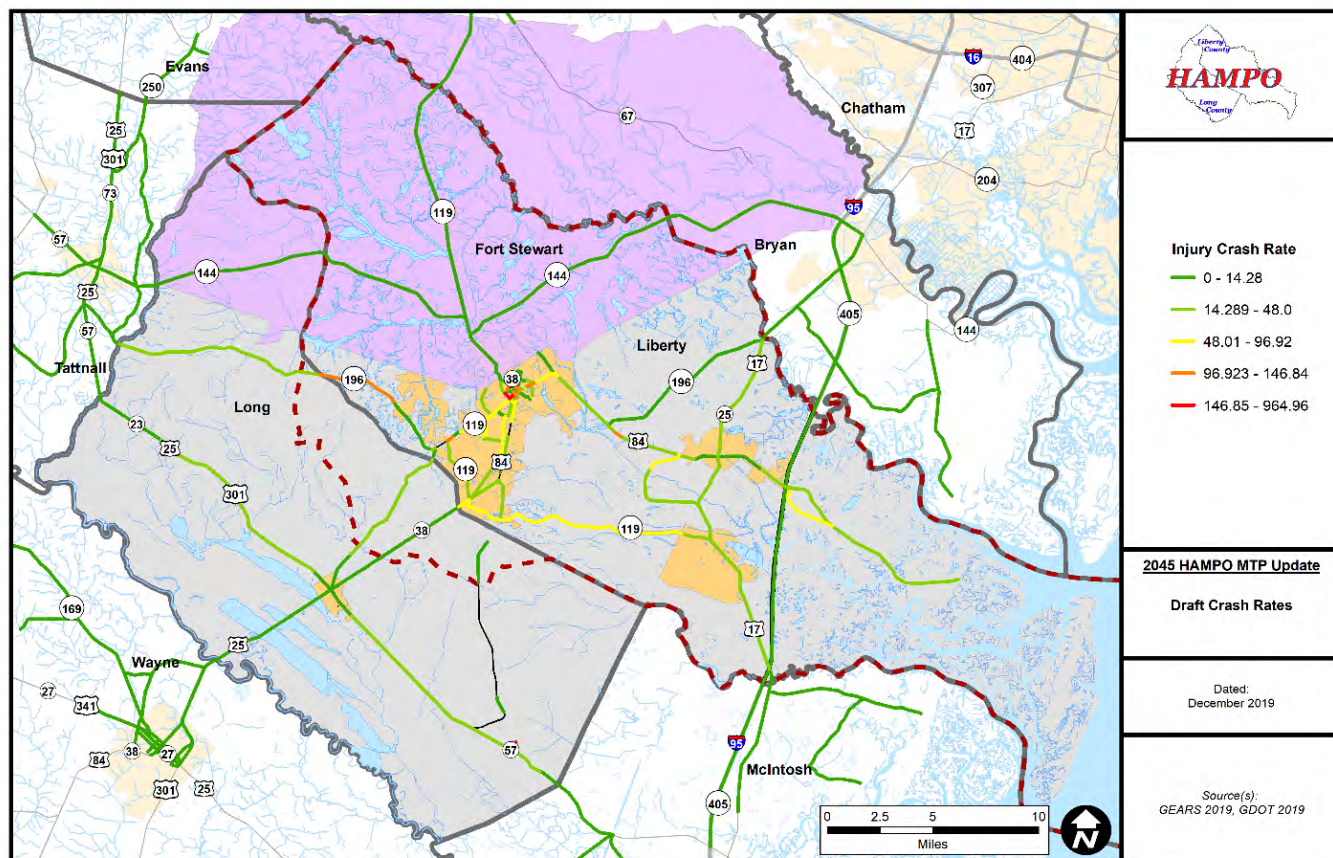 Evans
250
16
404
Liberty
County
HAMPO
Long
County
307
Chatham
67
17
25
301
204
73
119
95
57
Fort Stewart
Bryan
144
144
25
405
144
57
17
Liberty
38
Tattnall
196
196
Long
119
25
23
84
25
84
119
301
119
38
169
17
25
Wayne
27
341
57
95
38
27
84
McIntosh
301
25
405
0 2.5 5 10
Miles
N
Injury Crash Rate
0 - 14.28
14.289 - 48.0
48.01 - 96.92
96.923 - 146.84
146.85 - 964.96
2045 HAMPO MTP Update
Draft Crash Rates
Dated:
December 2019
Source(s):
GEARS 2019, GDOT 2019